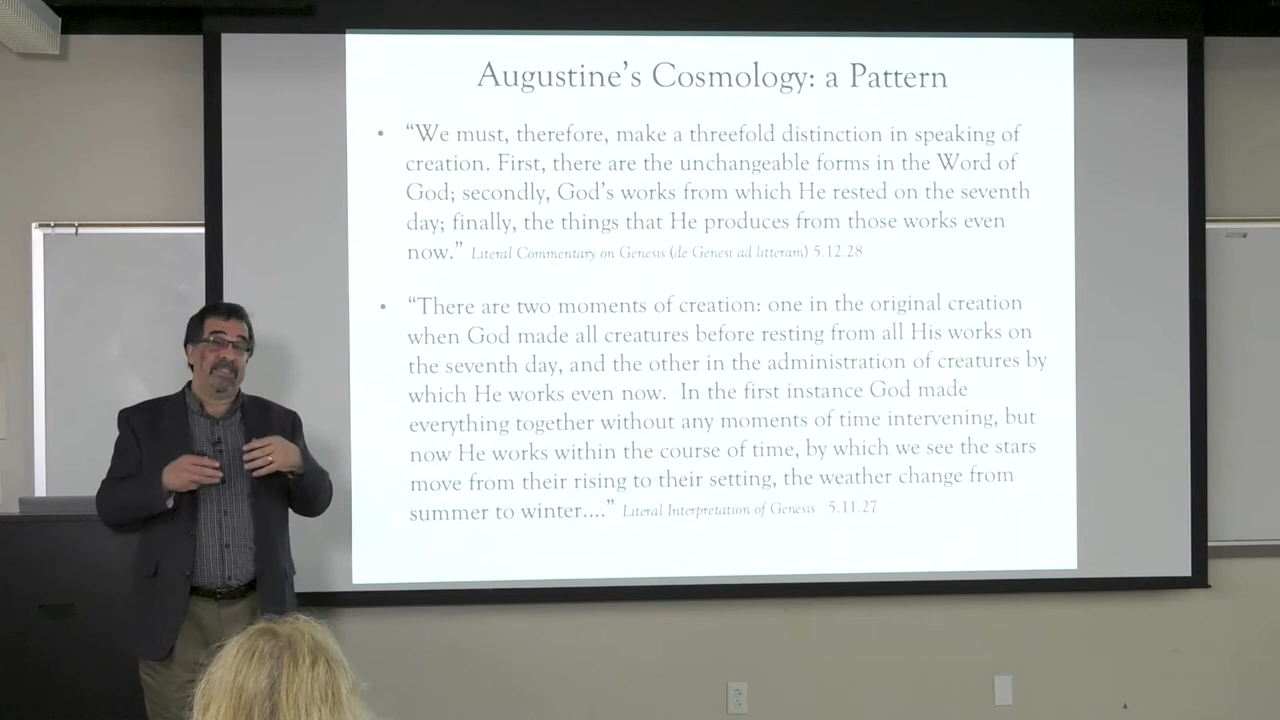 Augustine's Cosmology: a Pattern
• “We must, therefore, make a threefold distinction in speaking of
creation. First, there are the unchangeable forms in the Word of
God; secondly, God's works from which He rested on the seventh
day; finally, the things that He produces from those works even
now.” Literal Commentary on Genesis (de Genesi ad litteram) 5.12.28
• “There are two moments of creation: one in the original creation
when God made all creatures before resting from all His works on
the seventh day, and the other in the administration of creatures by
which He works even now. In the first instance God made
everything together without any moments of time intervening, but
now He works within the course of time, by which we see the stars
move from their rising to their setting, the weather change from
summer to winter....” Literal Interpretation of Genesis 5.11.27